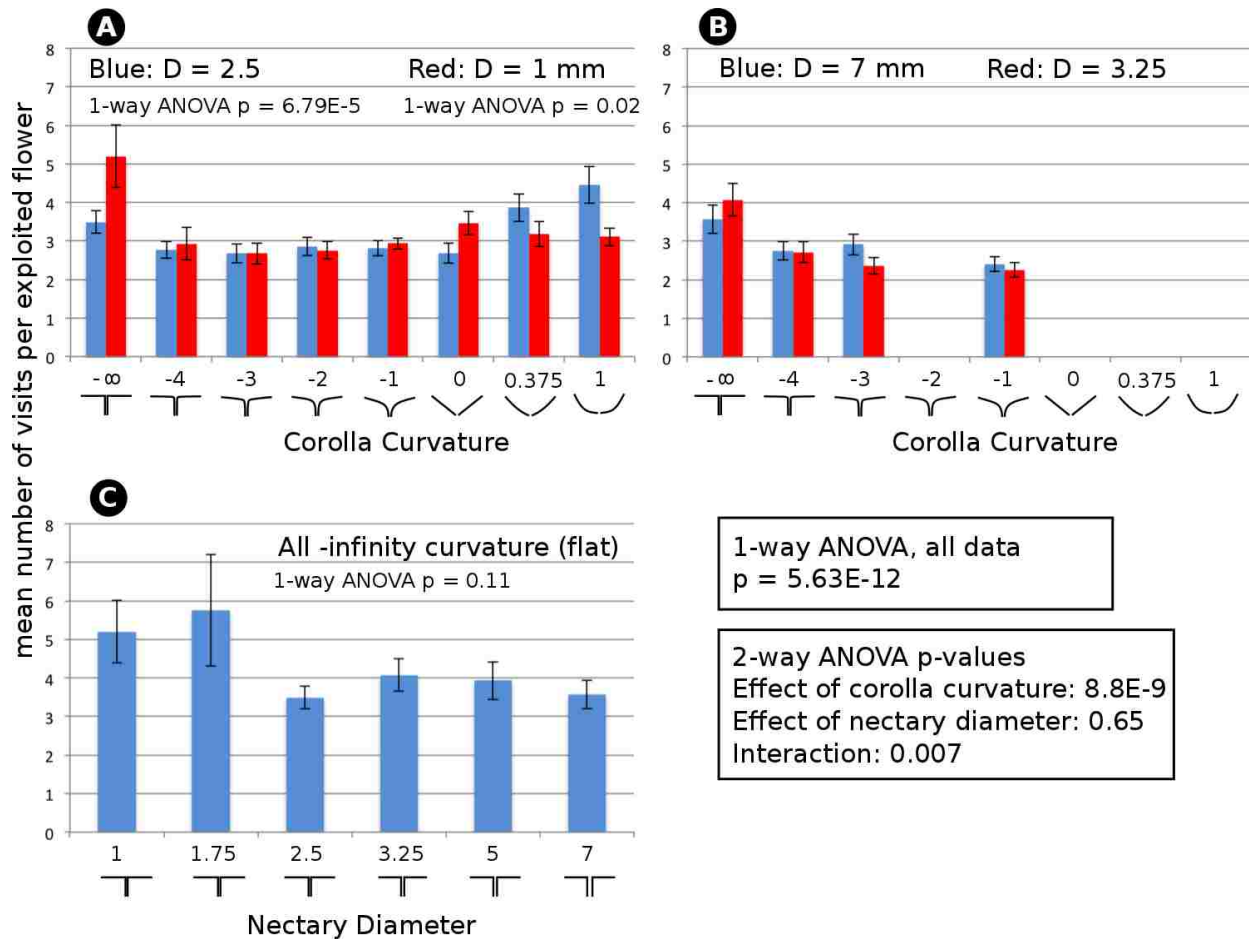 A
Blue: D = 2.5 Red: D = 1 mm
1-way ANOVA p = 6.79E-5 1-way ANOVA p = 0.02
8
7
6
5
4
3
2
1
0
-∞ -4 -3 -2 -1 0 0.375 1
Corolla Curvature
B
Blue: D = 7 mm Red: D = 3.25
8
7
6
5
4
3
2
1
0
-∞ -4 -3 -2 -1 0 0.375 1
Corolla Curvature
mean number of visits per exploited flower
C
All -infinity curvature (flat)
1-way ANOVA p = 0.11
8
7
6
5
4
3
2
1
0
1 1.75 2.5 3.25 5 7
Nectary Diameter
1-way ANOVA, all data
p = 5.63E-12
2-way ANOVA p-values
Effect of corolla curvature: 8.8E-9
Effect of nectary diameter: 0.65
Interaction: 0.007